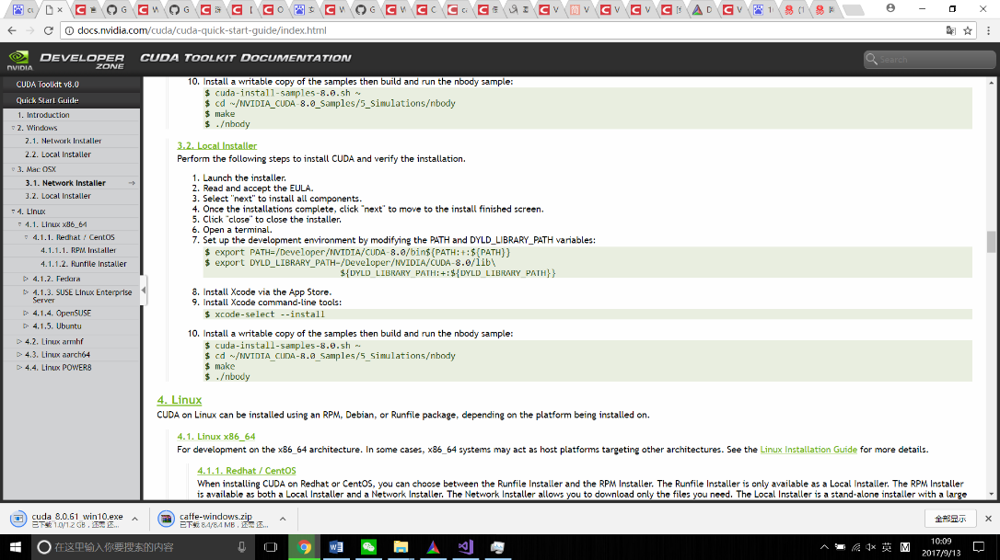 docs.nvidia.com/cuda/cuda-quick-start-guide/index.html
NVIDIA
DEVELOPER ZONE
CUDA TOOLKIT DOCUMENTATION
Search
CUDA Toolkit v8.0
Quick Start Guide
1. Introduction
2. Windows
2.1. Network Installer
2.2. Local Installer
3. Mac OSX
3.1. Network Installer
3.2. Local Installer
4. Linux
4.1. Linux x86_64
4.1.1. Redhat / CentOS
4.1.1.1. RPM Installer
4.1.1.2. Runfile Installer
4.1.2. Fedora
4.1.3. SUSE Linux Enterprise
Server
4.1.4. OpenSUSE
4.1.5. Ubuntu
4.2. Linux armhf
4.3. Linux aarch64
4.4. Linux POWER8
10. Install a writable copy of the samples then build and run the nbody sample:
$ cuda-install-samples-8.0.sh ~
$ cd ~/NVIDIA_CUDA-8.0_Samples/5_Simulations/nbody
$ make
$ ./nbody
3.2. Local Installer
Perform the following steps to install CUDA and verify the installation.
1. Launch the installer.
2. Read and accept the EULA.
3. Select "next" to install all components.
4. Once the installations complete, click "next" to move to the install finished screen.
5. Click "close" to close the installer.
6. Open a terminal.
7. Set up the development environment by modifying the PATH and DYLD_LIBRARY_PATH variables:
$ export PATH=/Developer/NVIDIA/CUDA-8.0/bin${PATH:+:${PATH}}
$ export DYLD_LIBRARY_PATH=/Developer/NVIDIA/CUDA-8.0/lib\
${DYLD_LIBRARY_PATH:+:${DYLD_LIBRARY_PATH}}
8. Install Xcode via the App Store.
9. Install Xcode command-line tools:
$ xcode-select --install
10. Install a writable copy of the samples then build and run the nbody sample:
$ cuda-install-samples-8.0.sh ~
$ cd ~/NVIDIA_CUDA-8.0_Samples/5_Simulations/nbody
$ make
$ ./nbody
4. Linux
CUDA on Linux can be installed using an RPM, Debian, or Runfile package, depending on the platform being installed on.
4.1. Linux x86_64
For development on the x86_64 architecture. In some cases, x86_64 systems may act as host platforms targeting other architectures. See the Linux Installation Guide for more details.
4.1.1. Redhat / CentOS
When installing CUDA on Redhat or CentOS, you can choose between the Runfile Installer and the RPM Installer. The Runfile Installer is only available as a Local Installer. The RPM Installer
is available as both a Local Installer and a Network Installer. The Network Installer allows you to download only the files you need. The Local Installer is a stand-alone installer with a large
cuda_8.0.61_win10.exe
已下载 1.0/1.2 GB，还需 还...
caffe-windows.zip
已下载 8.4/8.4 MB，还需 还...
全部显示
在这里输入你要搜索的内容
英
M
10:09
2017/9/13